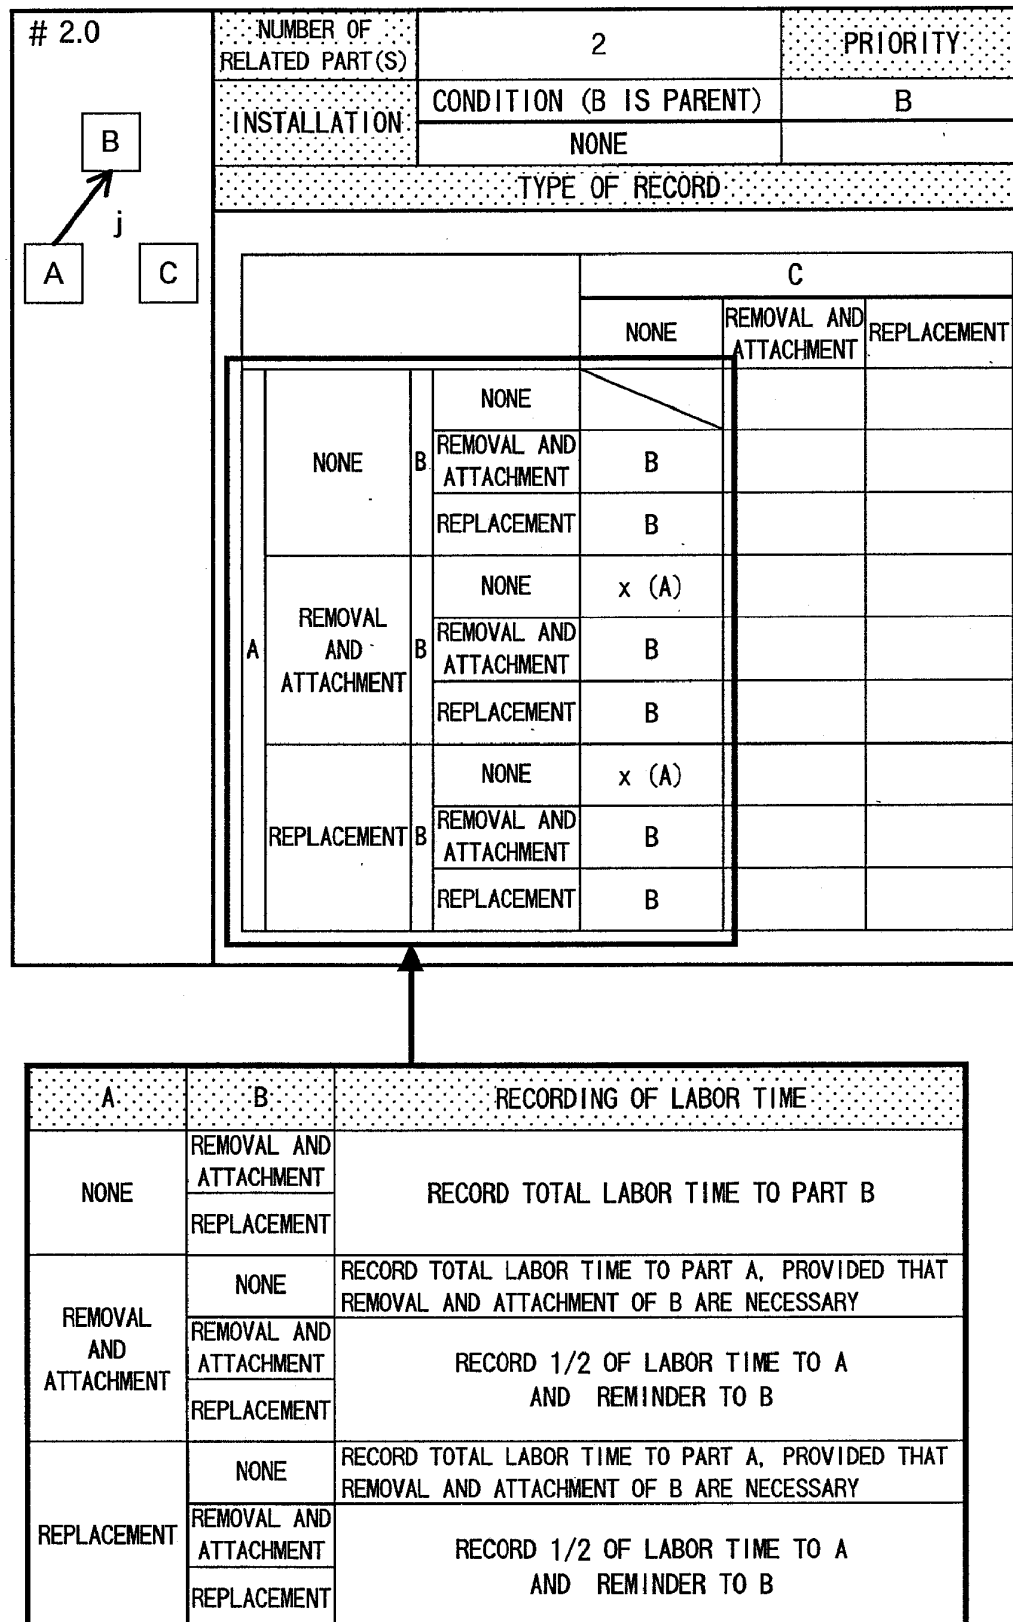 # 2.0
B
j
A
C
NUMBER OF
RELATED PART(S)
2
PRIORITY
INSTALLATION
CONDITION (B IS PARENT)
B
NONE
TYPE OF RECORD
C
NONE
REMOVAL AND
ATTACHMENT
REPLACEMENT
A
NONE
B
NONE
REMOVAL AND
ATTACHMENT
B
REPLACEMENT
B
REMOVAL
AND
ATTACHMENT
B
NONE
x (A)
REMOVAL AND
ATTACHMENT
B
REPLACEMENT
B
REPLACEMENT
B
NONE
x (A)
REMOVAL AND
ATTACHMENT
B
REPLACEMENT
B
A
B
RECORDING OF LABOR TIME
NONE
REMOVAL AND
ATTACHMENT
REPLACEMENT
RECORD TOTAL LABOR TIME TO PART B
REMOVAL
AND
ATTACHMENT
NONE
RECORD TOTAL LABOR TIME TO PART A, PROVIDED THAT
REMOVAL AND ATTACHMENT OF B ARE NECESSARY
REMOVAL AND
ATTACHMENT
REPLACEMENT
RECORD 1/2 OF LABOR TIME TO A
AND REMINDER TO B
REPLACEMENT
NONE
RECORD TOTAL LABOR TIME TO PART A, PROVIDED THAT
REMOVAL AND ATTACHMENT OF B ARE NECESSARY
REMOVAL AND
ATTACHMENT
REPLACEMENT
RECORD 1/2 OF LABOR TIME TO A
AND REMINDER TO B